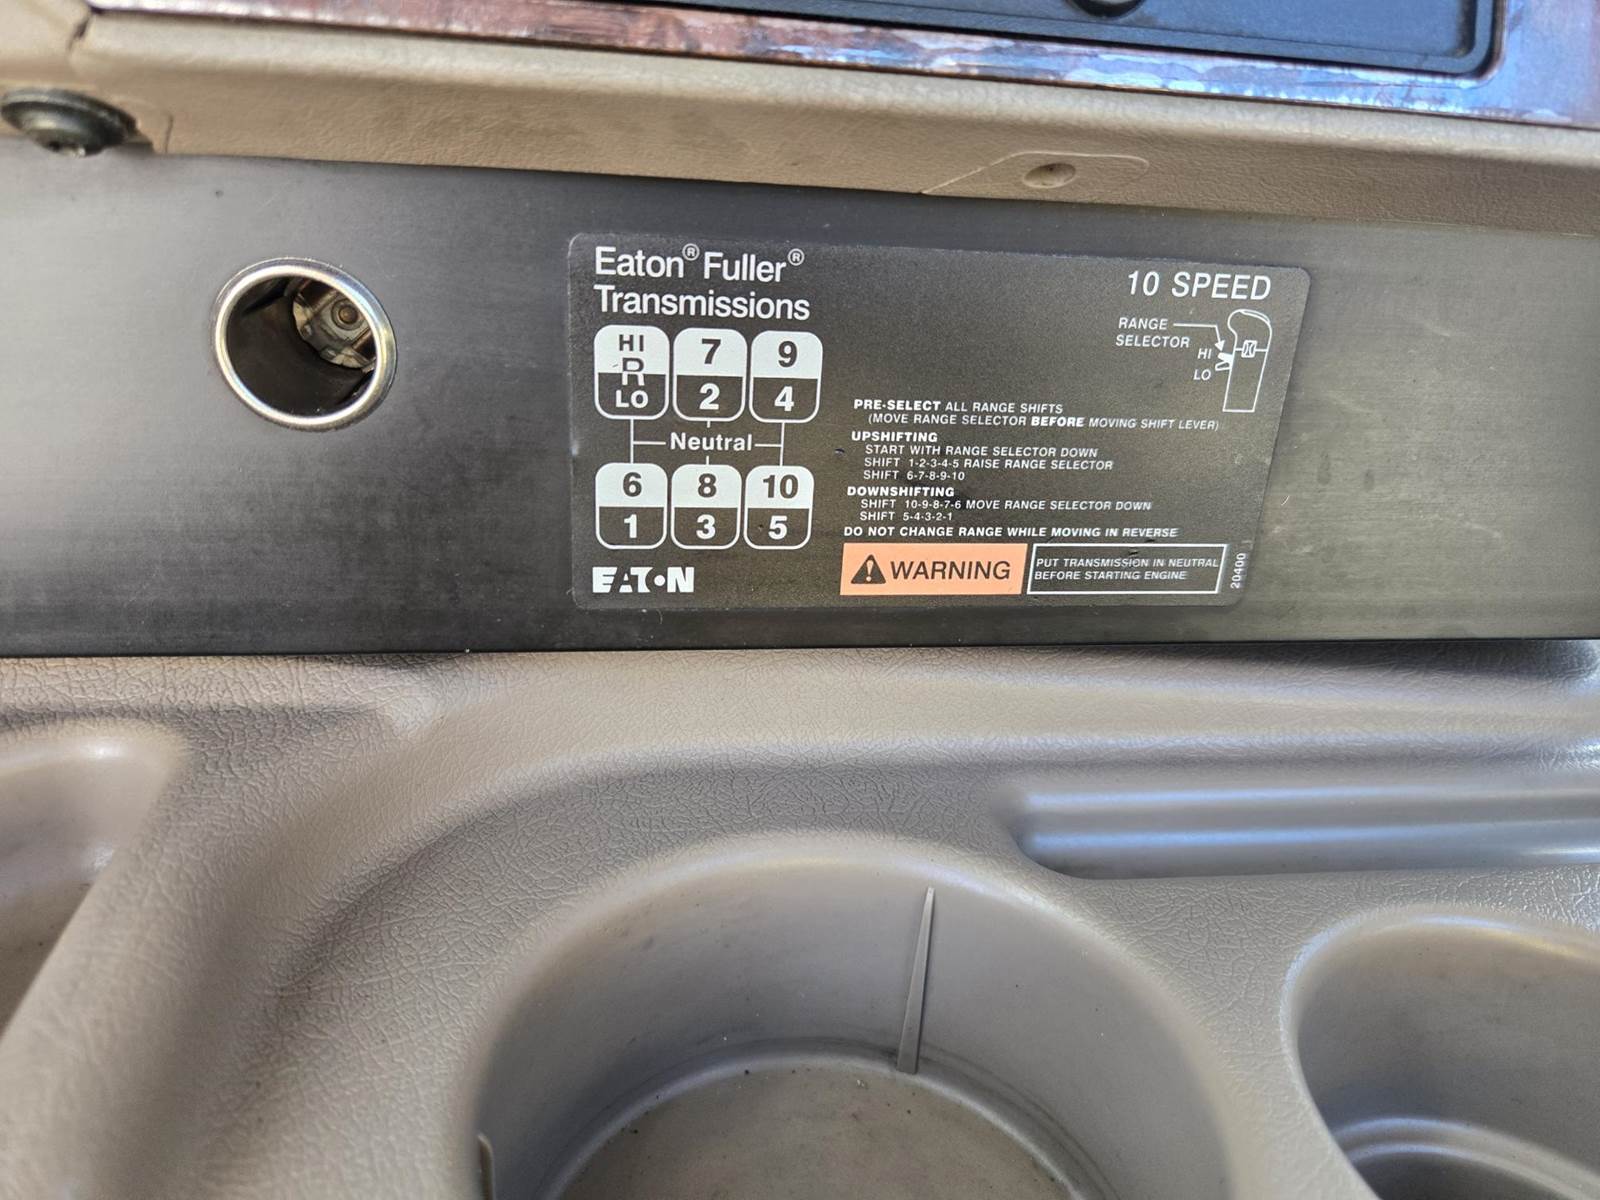 Eaton® Fuller®
Transmissions
10 SPEED
RANGE
SELECTOR
HI
LO
HI
R
LO
7
2
9
4
Neutral
6
1
8
3
10
5
EATON
PRE-SELECT ALL RANGE SHIFTS
(MOVE RANGE SELECTOR BEFORE MOVING SHIFT LEVER)
UPSHIFTING
START WITH RANGE SELECTOR DOWN
SHIFT 1-2-3-4-5 RAISE RANGE SELECTOR
SHIFT 6-7-8-9-10
DOWNSHIFTING
SHIFT 10-9-8-7-6 MOVE RANGE SELECTOR DOWN
SHIFT 5-4-3-2-1
DO NOT CHANGE RANGE WHILE MOVING IN REVERSE
WARNING
PUT TRANSMISSION IN NEUTRAL
BEFORE STARTING ENGINE
20400